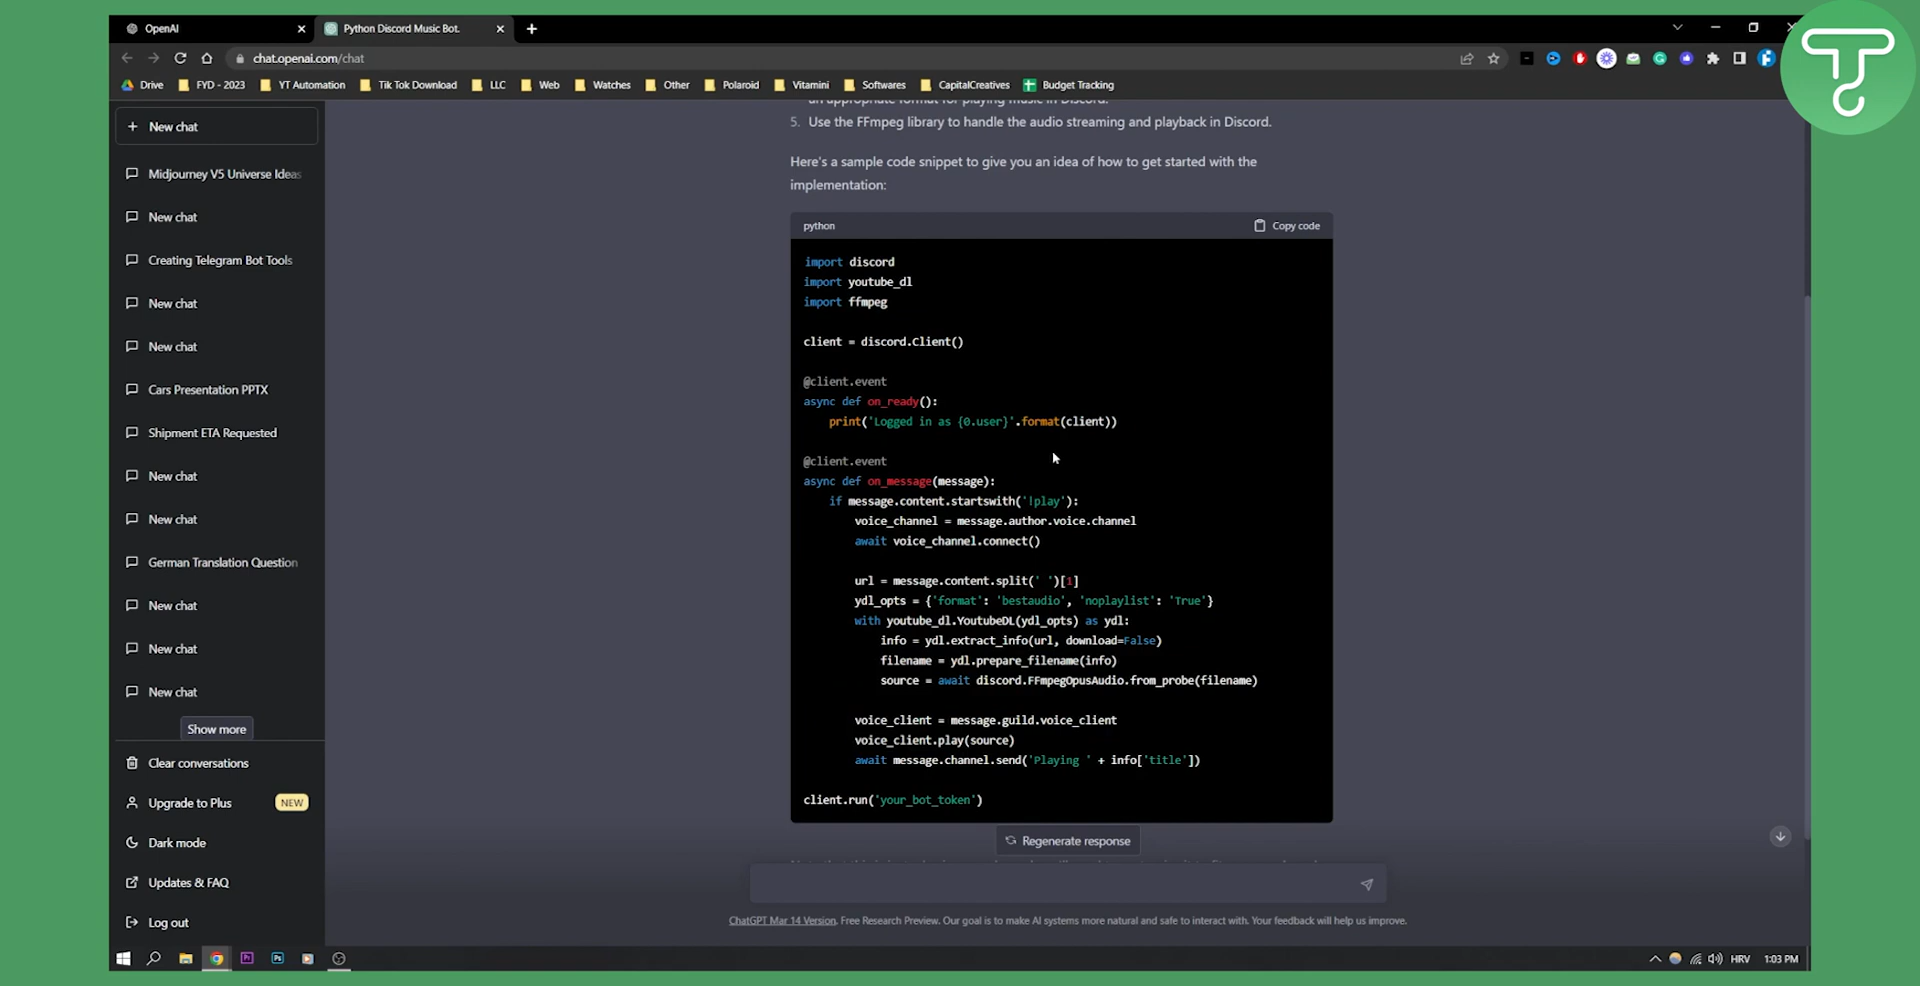 OpenAI
Python Discord Music Bot.
chat.openai.com/chat
Drive
FYD - 2023
YT Automation
Tik Tok Download
LLC
Web
Watches
Other
Polaroid
Vitamini
Softwares
CapitalCreatives
Budget Tracking
New chat
Midjourney V5 Universe Ideas
New chat
Creating Telegram Bot Tools
New chat
New chat
Cars Presentation PPTX
Shipment ETA Requested
New chat
New chat
German Translation Question
New chat
New chat
New chat
Show more
Clear conversations
Upgrade to Plus NEW
Dark mode
Updates & FAQ
Log out
an appropriate format for playing music in Discord.
5. Use the FFmpeg library to handle the audio streaming and playback in Discord.
Here's a sample code snippet to give you an idea of how to get started with the
implementation:
python Copy code
import discord
import youtube_dl
import ffmpeg
client = discord.Client()
@client.event
async def on_ready():
print('Logged in as {0.user}'.format(client))
@client.event
async def on_message(message):
if message.content.startswith('!play'):
voice_channel = message.author.voice.channel
await voice_channel.connect()
url = message.content.split(' ')[1]
ydl_opts = {'format': 'bestaudio', 'noplaylist': 'True'}
with youtube_dl.YoutubeDL(ydl_opts) as ydl:
info = ydl.extract_info(url, download=False)
filename = ydl.prepare_filename(info)
source = await discord.FFmpegOpusAudio.from_probe(filename)
voice_client = message.guild.voice_client
voice_client.play(source)
await message.channel.send('Playing ' + info['title'])
client.run('your_bot_token')
Regenerate response
ChatGPT Mar 14 Version. Free Research Preview. Our goal is to make AI systems more natural and safe to interact with. Your feedback will help us improve.
HRV
1:03 PM